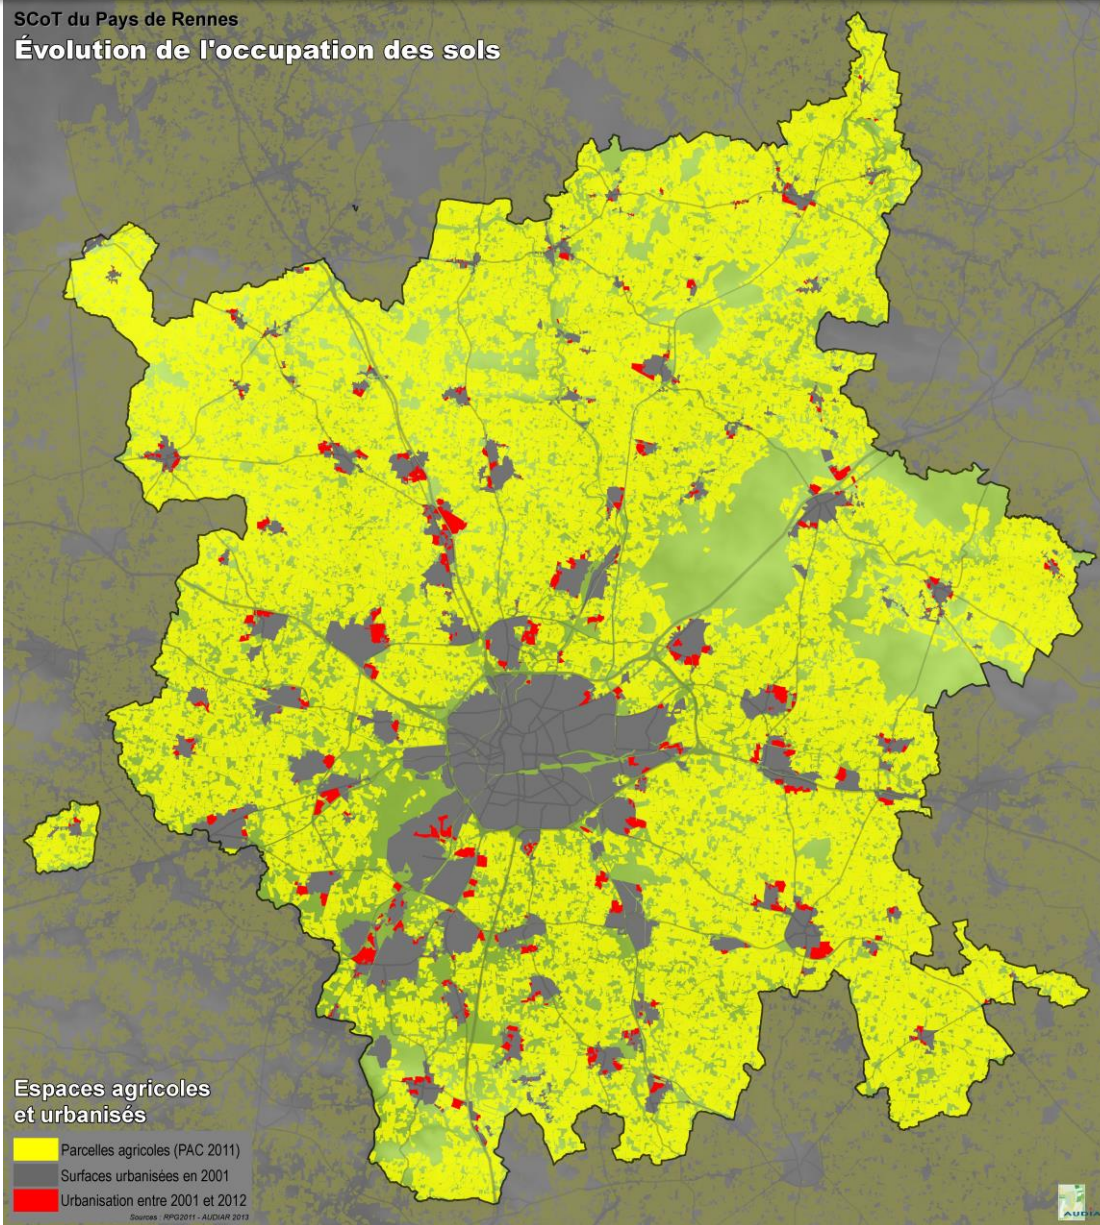 SCoT du Pays de Rennes
Évolution de l'occupation des sols
Espaces agricoles
et urbanisés
Parcelles agricoles (PAC 2011)
Surfaces urbanisées en 2001
Urbanisation entre 2001 et 2012
Sources : RPG2011 - AUDIAR 2013
AUDIA